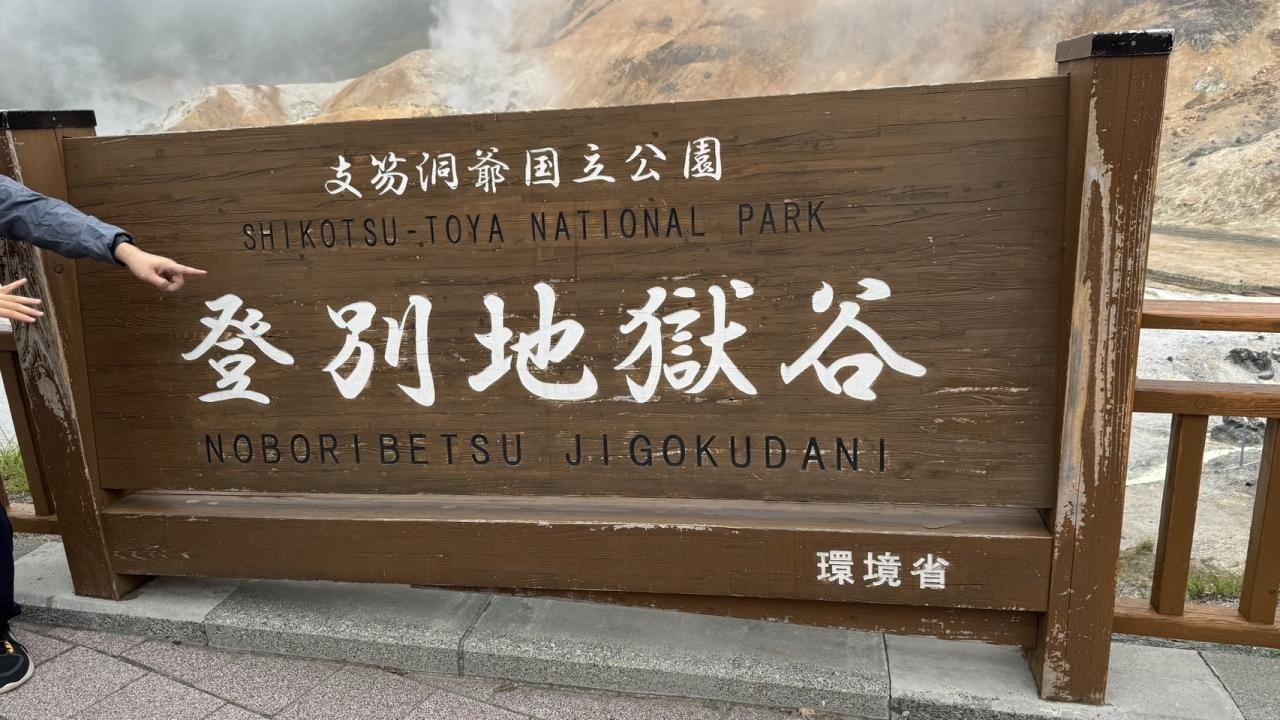 支笏洞爺国立公園
SHIKOTSU-TOYA NATIONAL PARK
登別地獄谷
NOBORIBETSU JIGOKUDANI
環境省